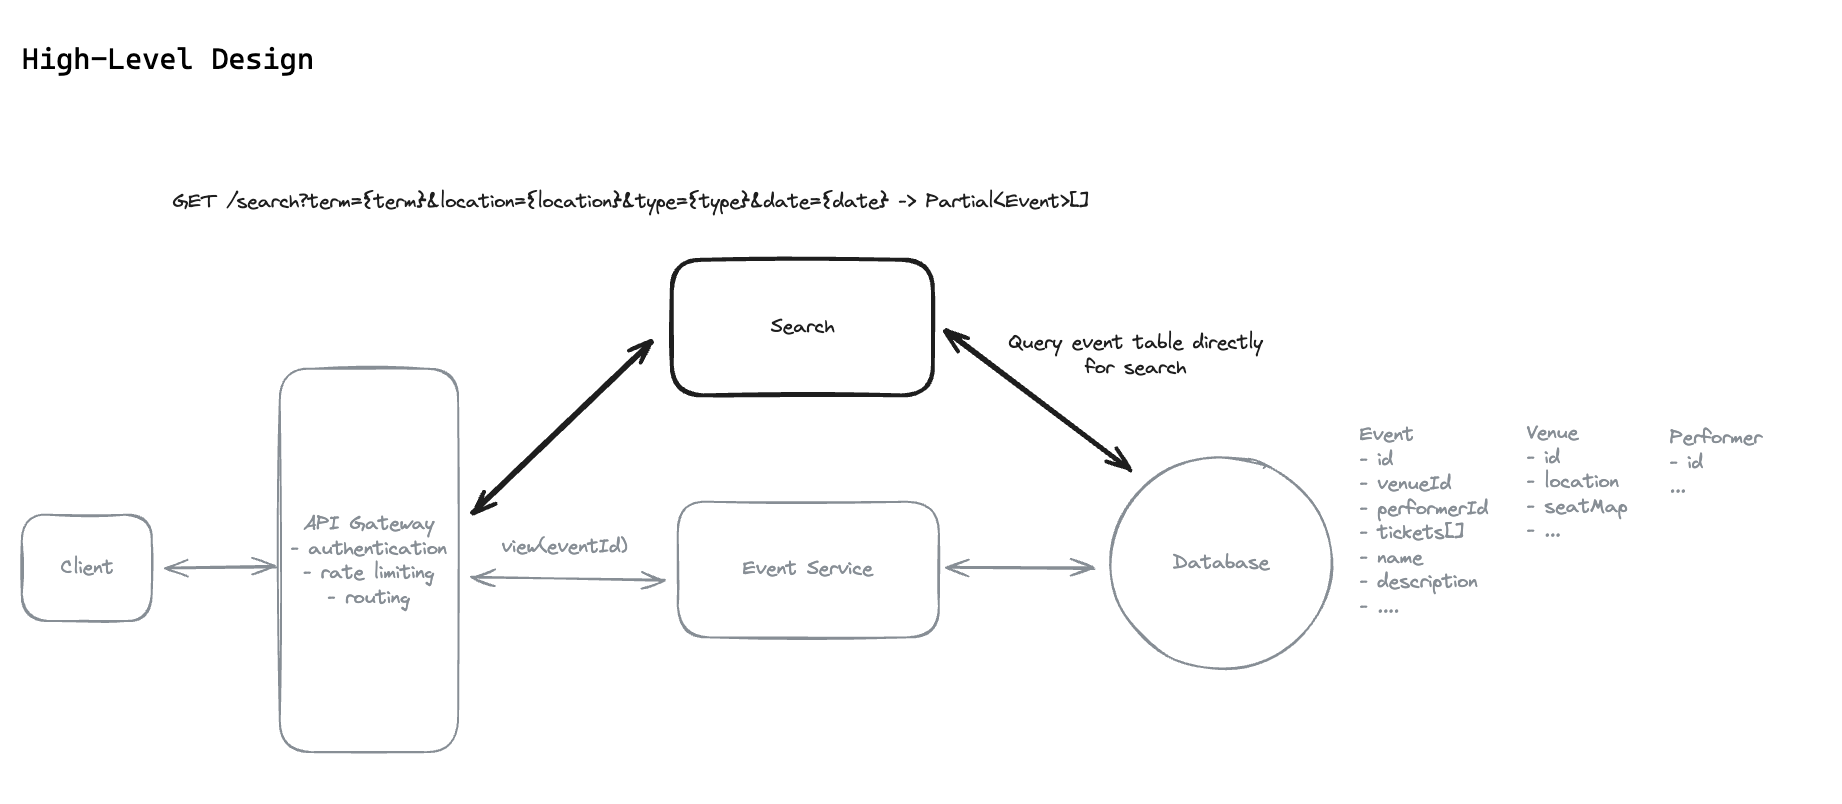 High-Level Design
GET /search?term={term}&location={location}&type={type}&date={date} -> Partial<Event>[]
Search
Query event table directly
for search
Client
API Gateway
- authentication
- rate limiting
- routing
view(eventId)
Event Service
Database
Event
- id
- venueId
- performerId
- tickets[]
- name
- description
- ....
Venue
- id
- location
- seatMap
- ...
Performer
- id
...